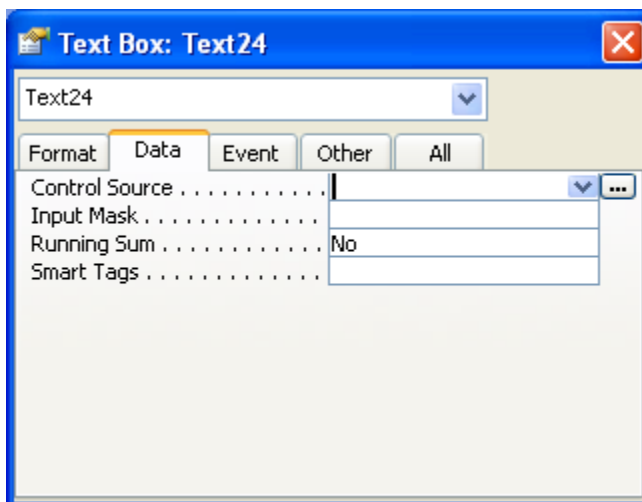 Text Box: Text24
Text24
Format Data Event Other All
Control Source . . . . . . . . . . . ...
Input Mask . . . . . . . . . . . . .
Running Sum . . . . . . . . . . . . No
Smart Tags . . . . . . . . . . . . .